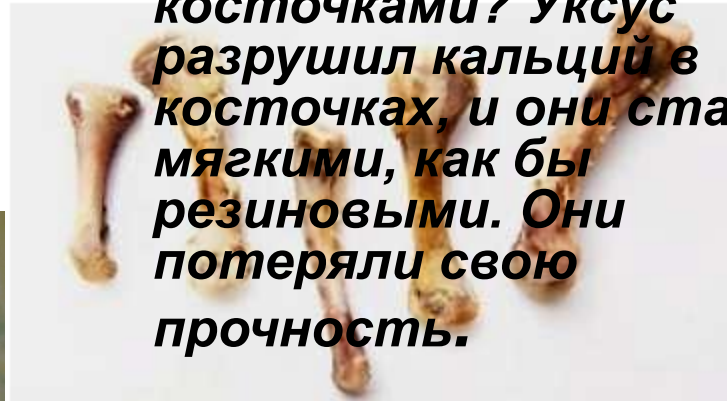 косточками? Уксус
разрушил кальций в
косточках, и они ста
мягкими, как бы
резиновыми. Они
потеряли свою
прочность.